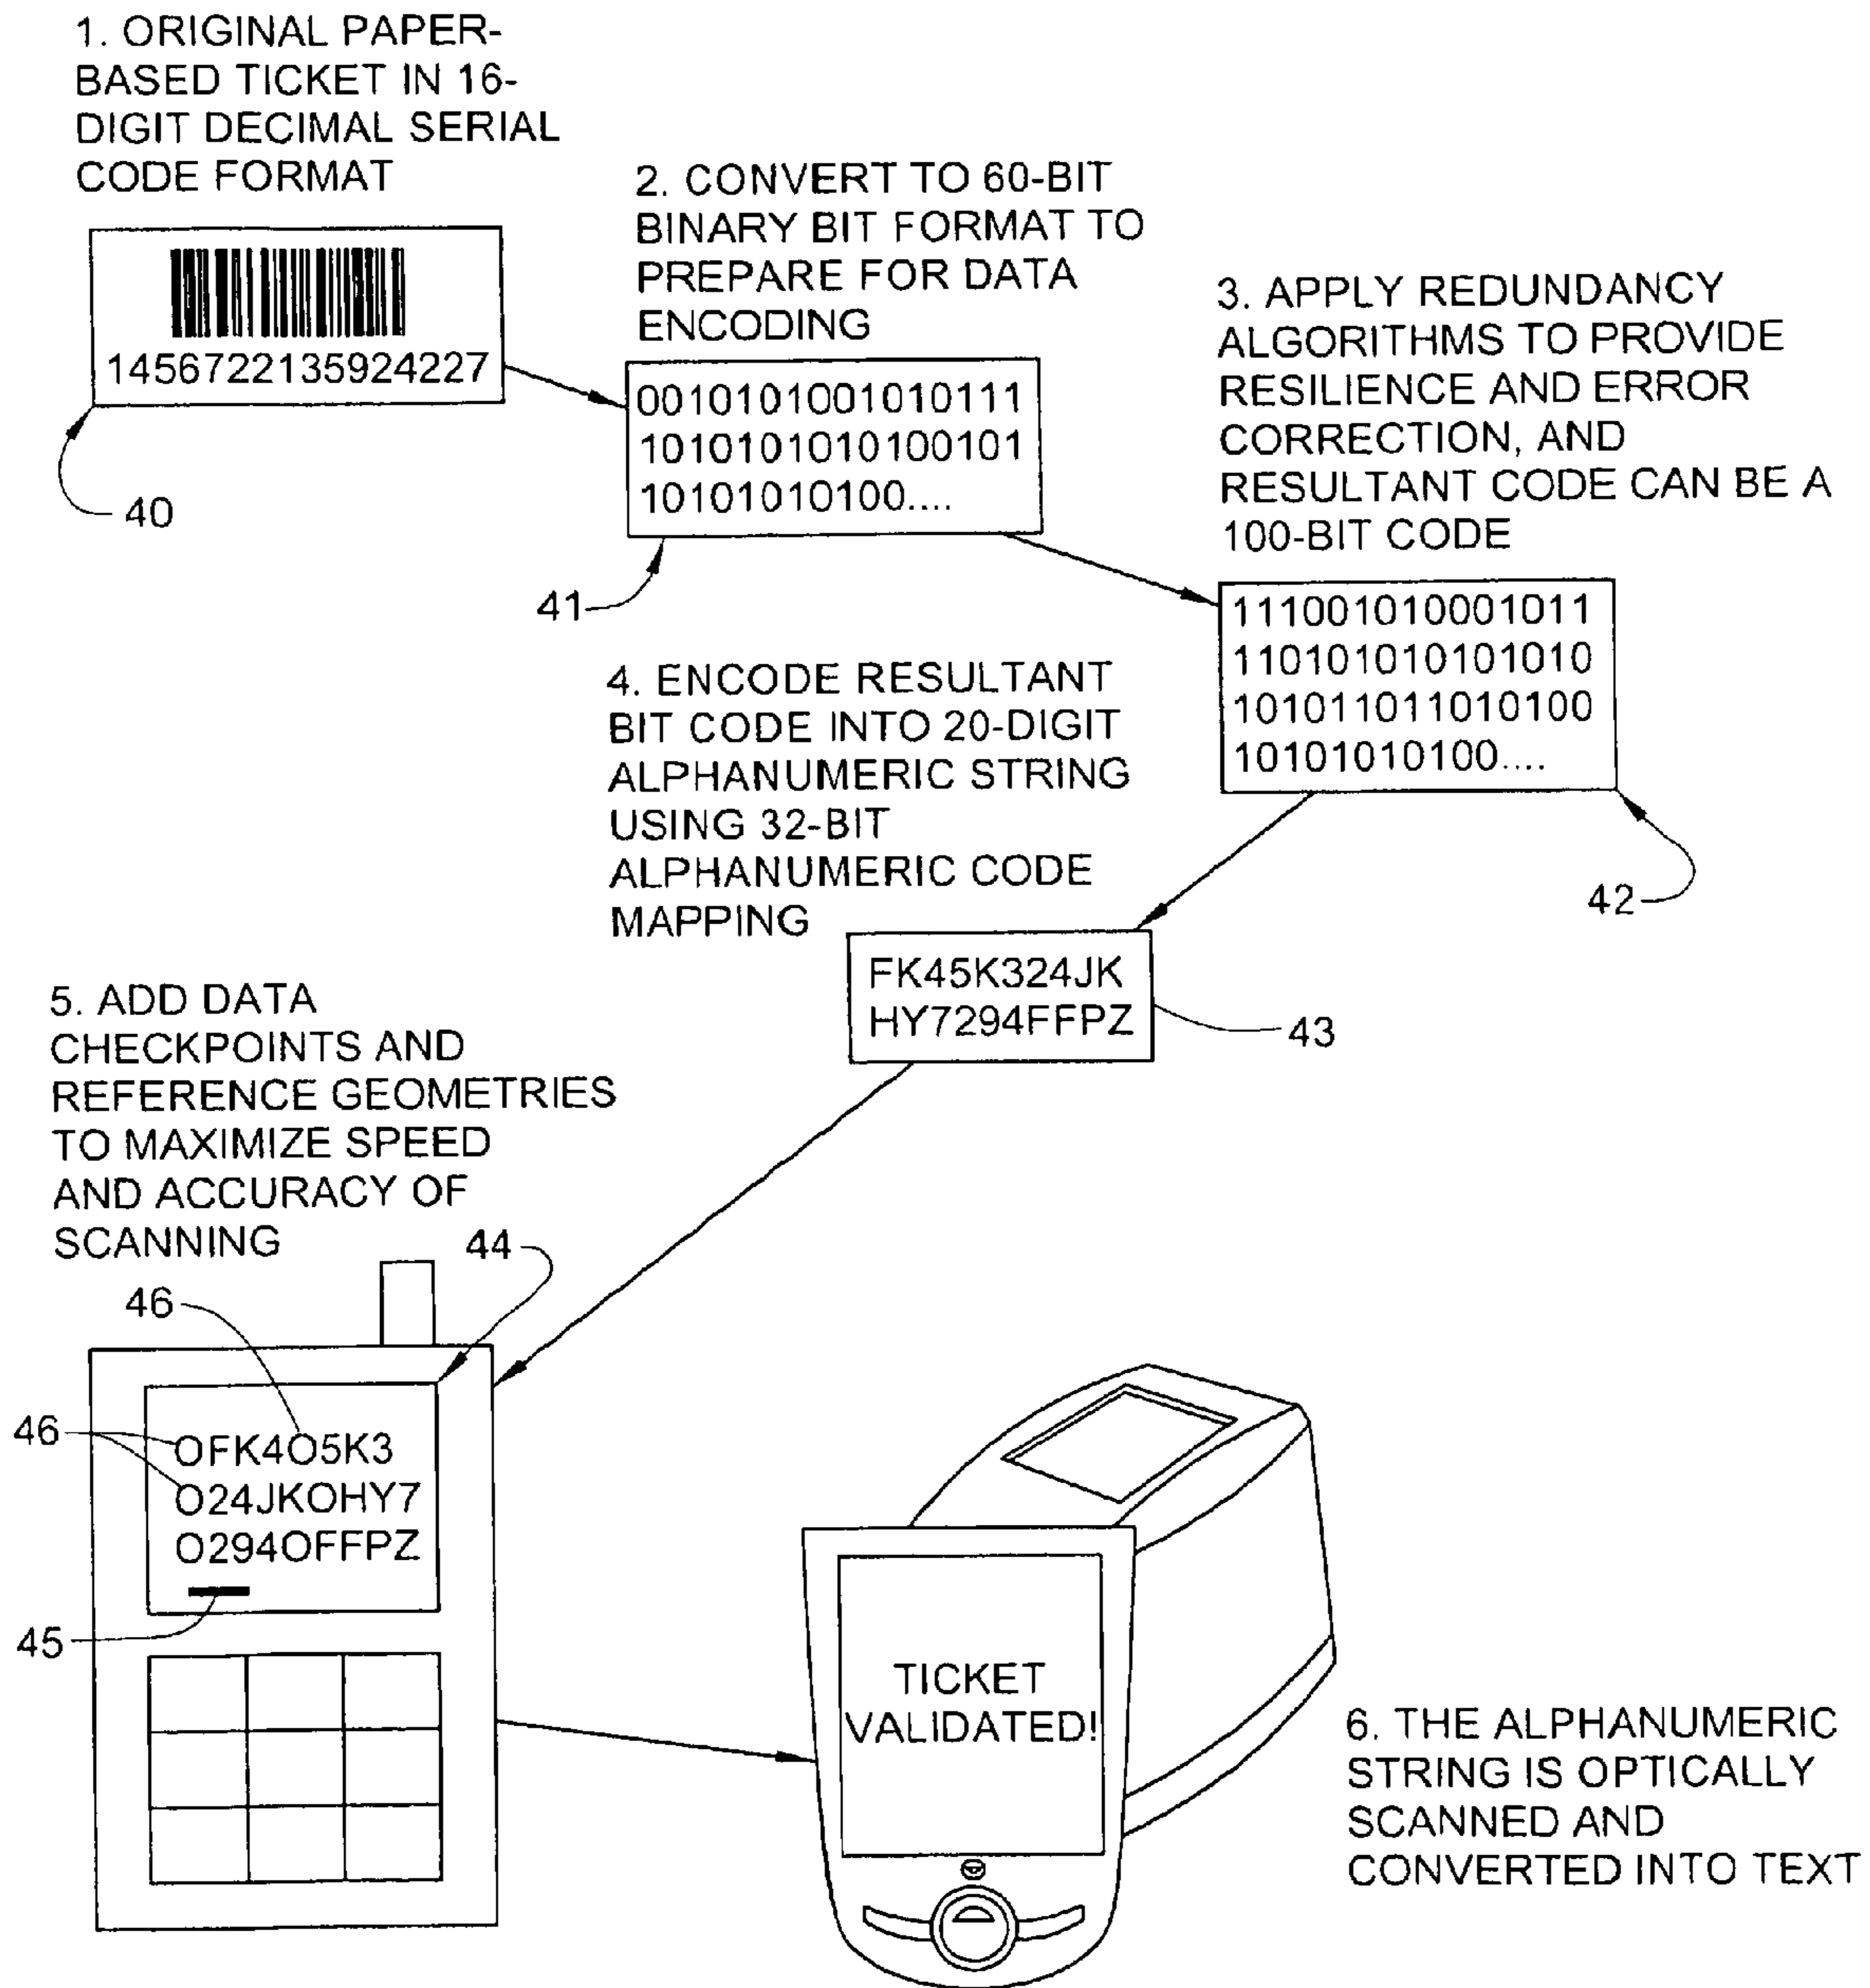 1. ORIGINAL PAPER-
BASED TICKET IN 16-
DIGIT DECIMAL SERIAL
CODE FORMAT
1456722135924227
40
2. CONVERT TO 60-BIT
BINARY BIT FORMAT TO
PREPARE FOR DATA
ENCODING
0010101001010111
1010101010100101
10101010100....
41
3. APPLY REDUNDANCY
ALGORITHMS TO PROVIDE
RESILIENCE AND ERROR
CORRECTION, AND
RESULTANT CODE CAN BE A
100-BIT CODE
111001010001011
110101010101010
101011011010100
10101010100....
42
4. ENCODE RESULTANT
BIT CODE INTO 20-DIGIT
ALPHANUMERIC STRING
USING 32-BIT
ALPHANUMERIC CODE
MAPPING
FK45K324JK
HY7294FFPZ
43
5. ADD DATA
CHECKPOINTS AND
REFERENCE GEOMETRIES
TO MAXIMIZE SPEED
AND ACCURACY OF
SCANNING
44
46
46
OFK4O5K3
O24JKOHY7
O294OFFPZ
45
TICKET
VALIDATED!
6. THE ALPHANUMERIC
STRING IS OPTICALLY
SCANNED AND
CONVERTED INTO TEXT